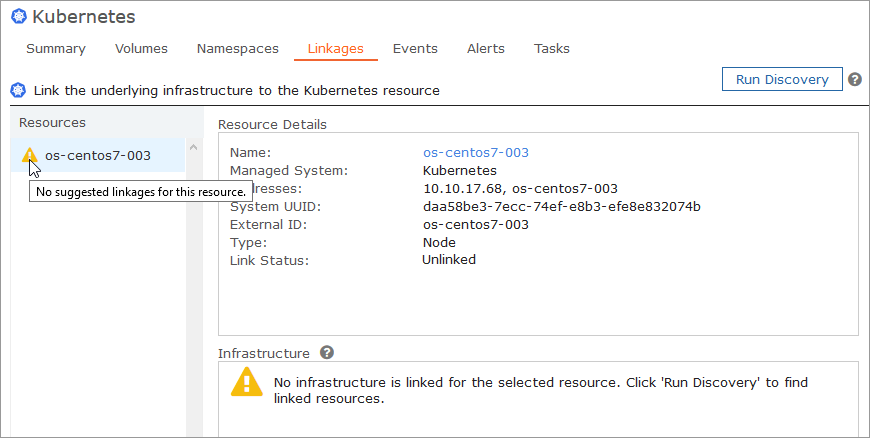 Kubernetes
Summary Volumes Namespaces Linkages Events Alerts Tasks
Link the underlying infrastructure to the Kubernetes resource
Run Discovery ?
Resources
os-centos7-003
No suggested linkages for this resource.
Resource Details
Name: os-centos7-003
Managed System: Kubernetes
dresses: 10.10.17.68, os-centos7-003
System UUID: daa58be3-7ecc-74ef-e8b3-efe8e832074b
External ID: os-centos7-003
Type: Node
Link Status: Unlinked
Infrastructure ?
No infrastructure is linked for the selected resource. Click 'Run Discovery' to find
linked resources.